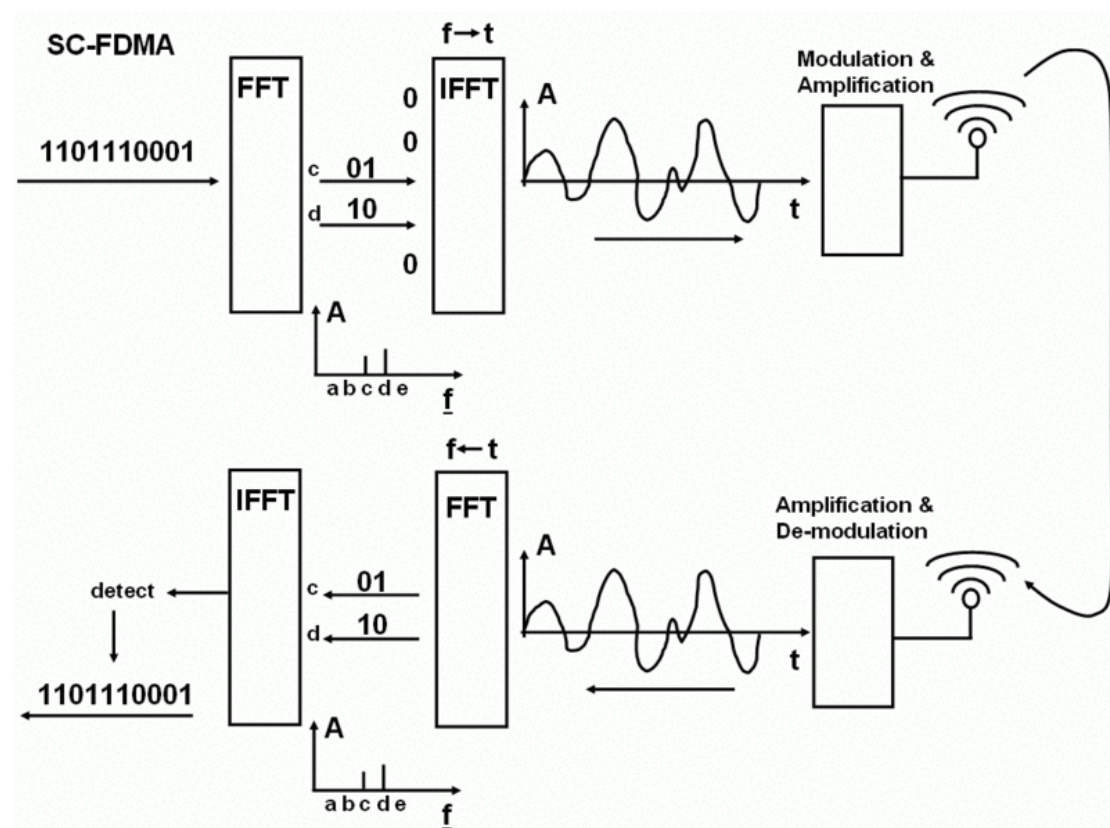 SC-FDMA
f→t
FFT
IFFT
A
Modulation &
Amplification
0
0
1101110001
c 01
d 10
0
t
A
a b c d e
f
f←t
IFFT
FFT
A
Amplification &
De-modulation
detect
c 01
d 10
t
1101110001
A
a b c d e
f